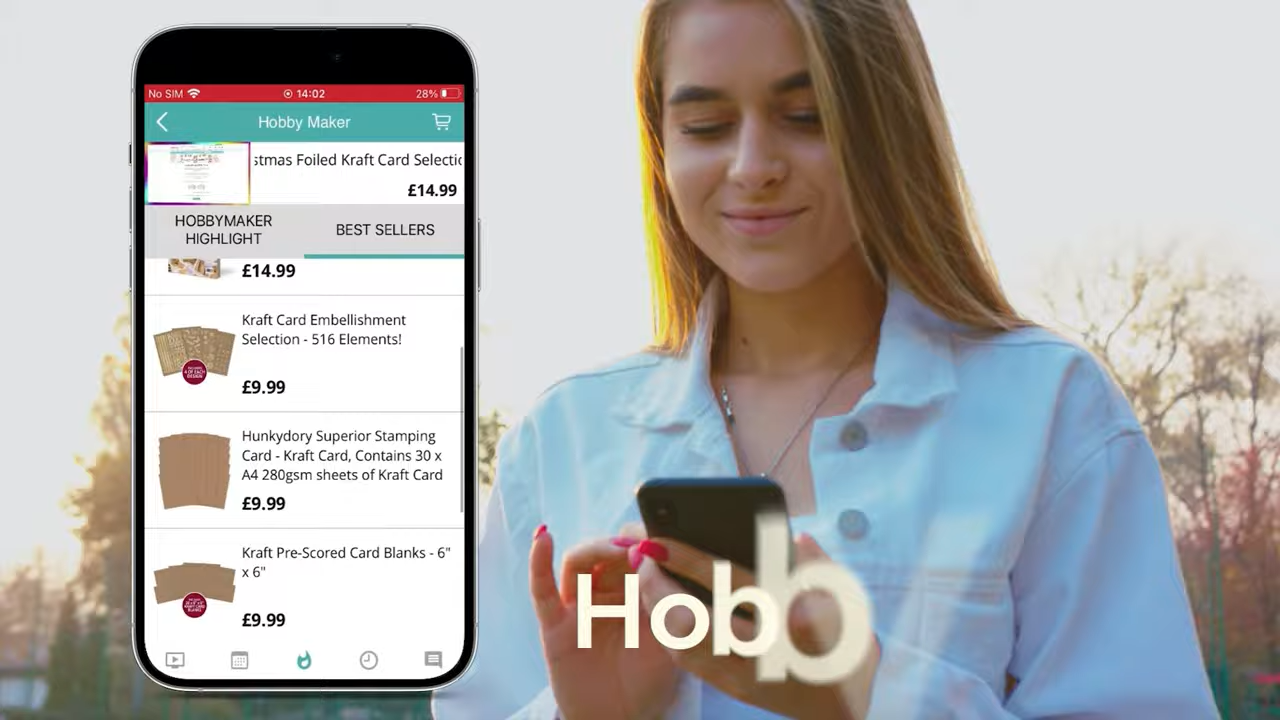 No SIM 14:02 28%
Hobby Maker
stmas Foiled Kraft Card Selectio
£14.99
HOBBYMAKER
HIGHLIGHT
BEST SELLERS
£14.99
Kraft Card Embellishment
Selection - 516 Elements!
£9.99
Hunkydory Superior Stamping
Card - Kraft Card, Contains 30 x
A4 280gsm sheets of Kraft Card
£9.99
Kraft Pre-Scored Card Blanks - 6"
x 6"
£9.99
Hobb